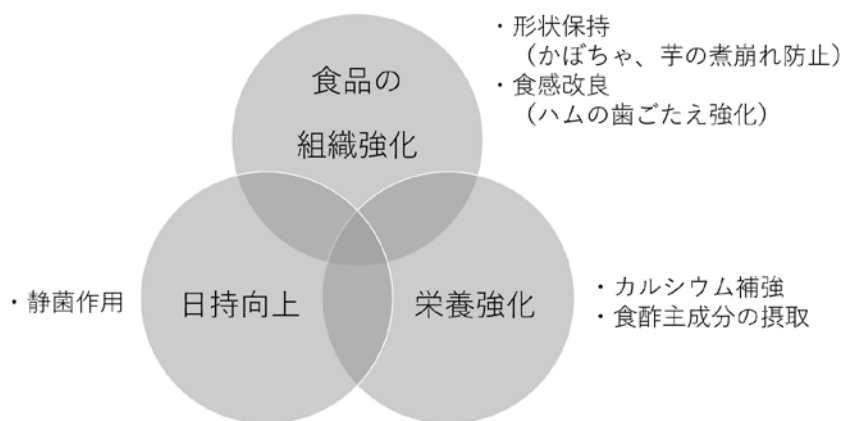 ・形状保持
（かぼちゃ、芋の煮崩れ防止）
・食感改良
（ハムの歯ごたえ強化）
食品の
組織強化
・静菌作用
日持向上
栄養強化
・カルシウム補強
・食酢主成分の摂取